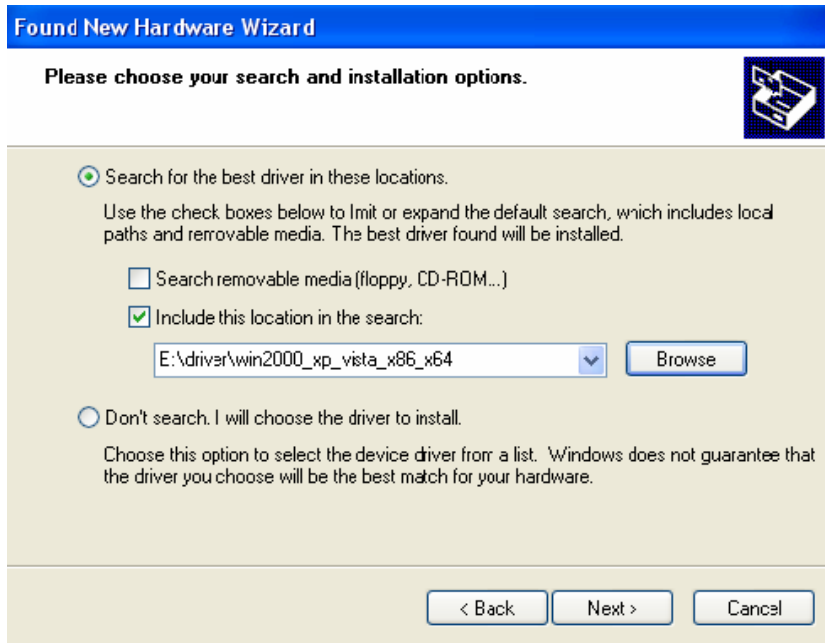 Found New Hardware Wizard
Please choose your search and installation options.
Search for the best driver in these locations.
Use the check boxes below to limit or expand the default search, which includes local
paths and removable media. The best driver found will be installed.
Search removable media (floppy, CD-ROM...)
Include this location in the search:
E:\driver\win2000_xp_vista_x86_x64
Browse
Don't search. I will choose the driver to install.
Choose this option to select the device driver from a list. Windows does not guarantee that
the driver you choose will be the best match for your hardware.
< Back
Next >
Cancel